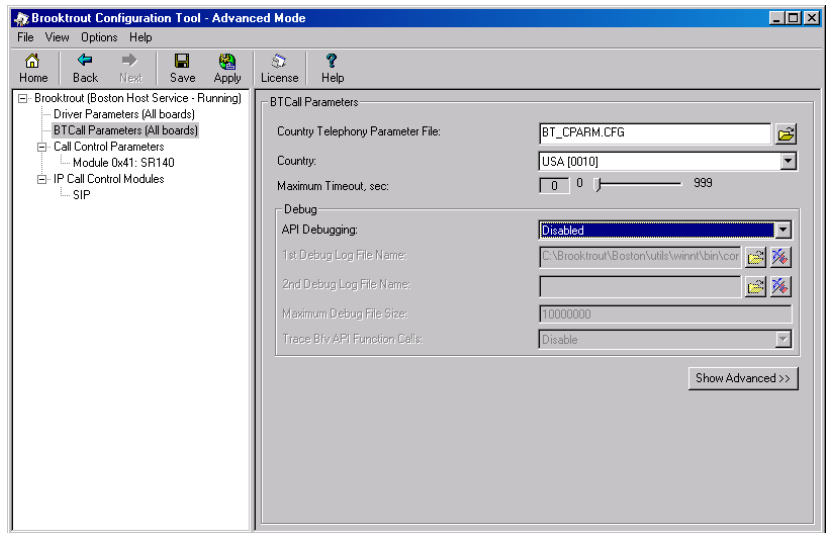 Brooktrout Configuration Tool - Advanced Mode
File View Options Help
Home Back Next Save Apply License Help
Brooktrout (Boston Host Service - Running)
Driver Parameters (All boards)
BTCall Parameters (All boards)
Call Control Parameters
Module 0x41: SR140
IP Call Control Modules
SIP
BTCall Parameters
Country Telephony Parameter File: BT_CPARM.CFG
Country: USA [0010]
Maximum Timeout, sec: 0 0 999
Debug
API Debugging: Disabled
1st Debug Log File Name: C:\Brooktrout\Boston\utils\winnt\bin\cor
2nd Debug Log File Name:
Maximum Debug File Size: 10000000
Trace Bfv API Function Calls: Disable
Show Advanced >>